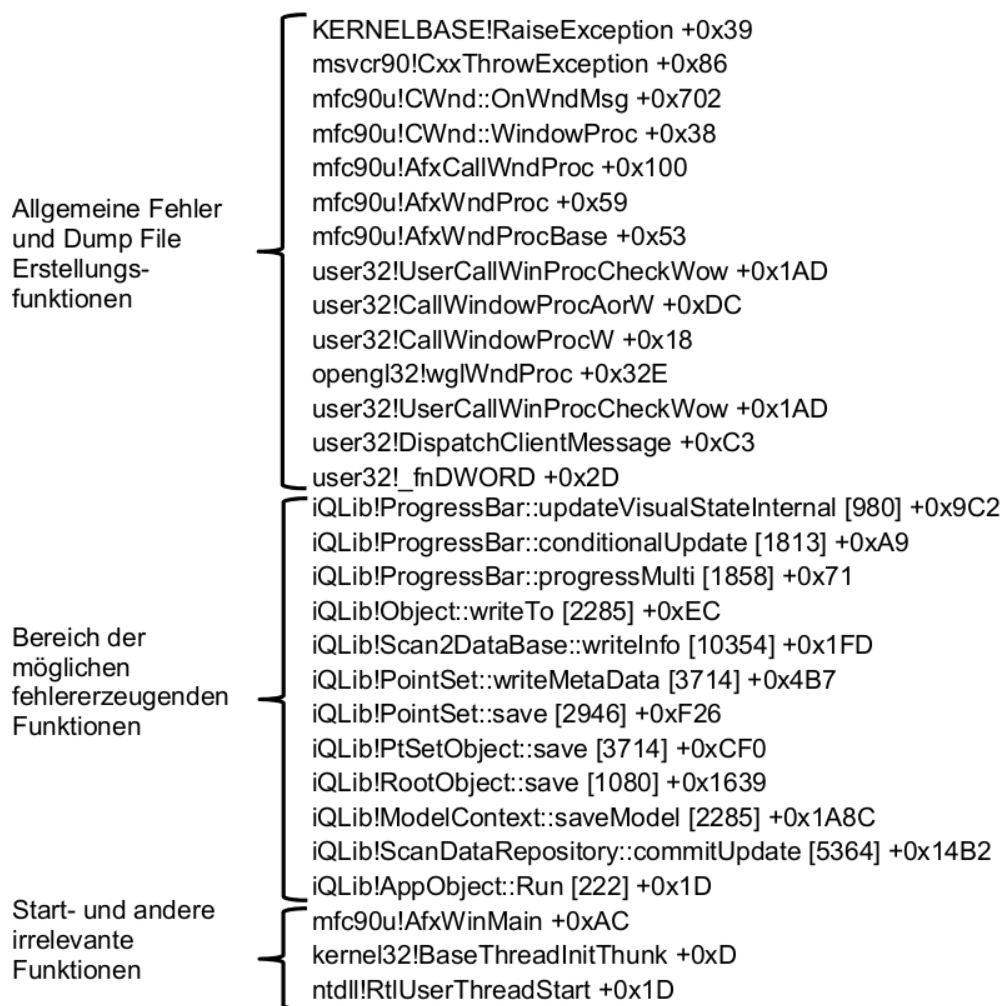 KERNELBASE!RaiseException +0x39
msvcr90!CxxThrowException +0x86
mfc90u!CWnd::OnWndMsg +0x702
mfc90u!CWnd::WindowProc +0x38
mfc90u!AfxCallWndProc +0x100
mfc90u!AfxWndProc +0x59
mfc90u!AfxWndProcBase +0x53
user32!UserCallWinProcCheckWow +0x1AD
user32!CallWindowProcAorW +0xDC
user32!CallWindowProcW +0x18
opengl32!wglWndProc +0x32E
user32!UserCallWinProcCheckWow +0x1AD
user32!DispatchClientMessage +0xC3
user32!_fnDWORD +0x2D
Allgemeine Fehler
und Dump File
Erstellungs-
funktionen
iQLib!ProgressBar::updateVisualStateInternal [980] +0x9C2
iQLib!ProgressBar::conditionalUpdate [1813] +0xA9
iQLib!ProgressBar::progressMulti [1858] +0x71
iQLib!Object::writeTo [2285] +0xEC
iQLib!Scan2DataBase::writeInfo [10354] +0x1FD
iQLib!PointSet::writeMetaData [3714] +0x4B7
iQLib!PointSet::save [2946] +0xF26
iQLib!PtSetObject::save [3714] +0xCF0
iQLib!RootObject::save [1080] +0x1639
iQLib!ModelContext::saveModel [2285] +0x1A8C
iQLib!ScanDataRepository::commitUpdate [5364] +0x14B2
iQLib!AppObject::Run [222] +0x1D
Bereich der
möglichen
fehlererzeugenden
Funktionen
mfc90u!AfxWinMain +0xAC
kernel32!BaseThreadInitThunk +0xD
ntdll!RtlUserThreadStart +0x1D
Start- und andere
irrelevante
Funktionen